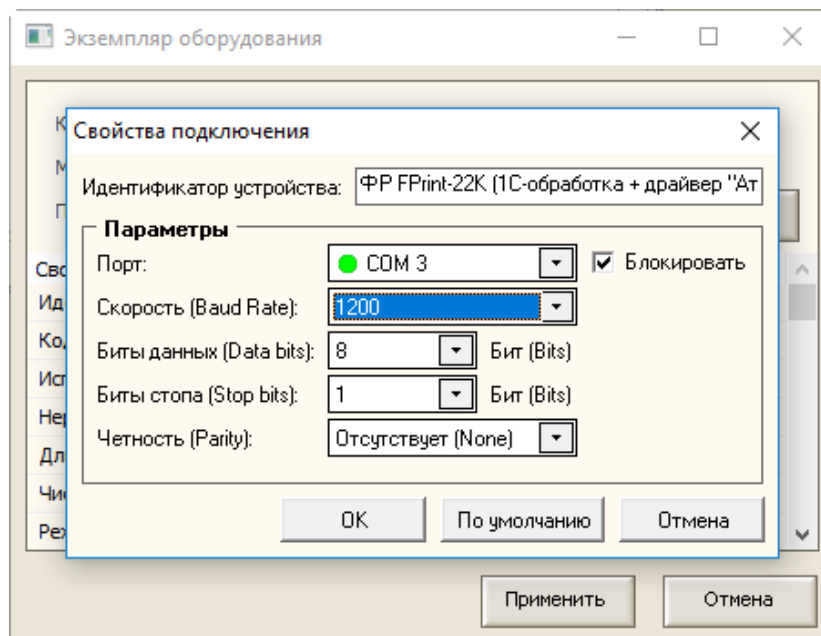 Экземпляр оборудования
Свойства подключения
Идентификатор устройства: ФР FPrint-22K (1С-обработка + драйвер "Ат
Параметры
Порт: COM 3 Блокировать
Скорость (Baud Rate): 1200
Биты данных (Data bits): 8 Бит (Bits)
Биты стопа (Stop bits): 1 Бит (Bits)
Четность (Parity): Отсутствует (None)
OK По умолчанию Отмена
Применить Отмена